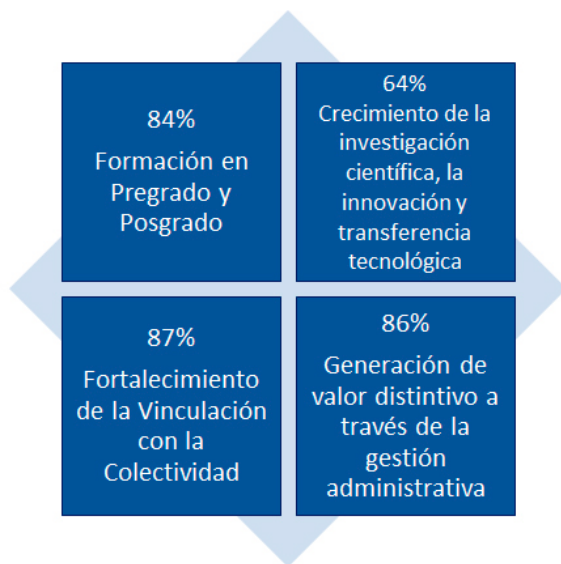 84%
Formación en
Pregrado y
Posgrado
64%
Crecimiento de la
investigación
científica, la
innovación y
transferencia
tecnológica
87%
Fortalecimiento
de la Vinculación
con la
Colectividad
86%
Generación de
valor distintivo a
través de la
gestión
administrativa